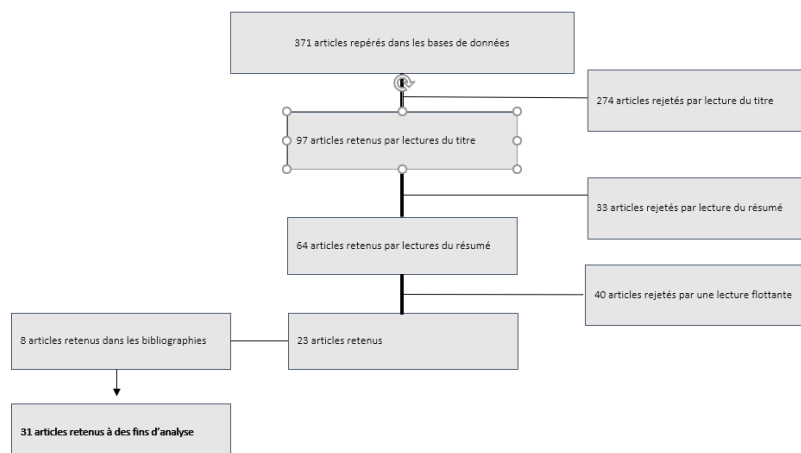 371 articles repérés dans les bases de données
274 articles rejetés par lecture du titre
97 articles retenus par lectures du titre
33 articles rejetés par lecture du résumé
64 articles retenus par lectures du résumé
40 articles rejetés par une lecture flottante
8 articles retenus dans les bibliographies
23 articles retenus
31 articles retenus à des fins d'analyse